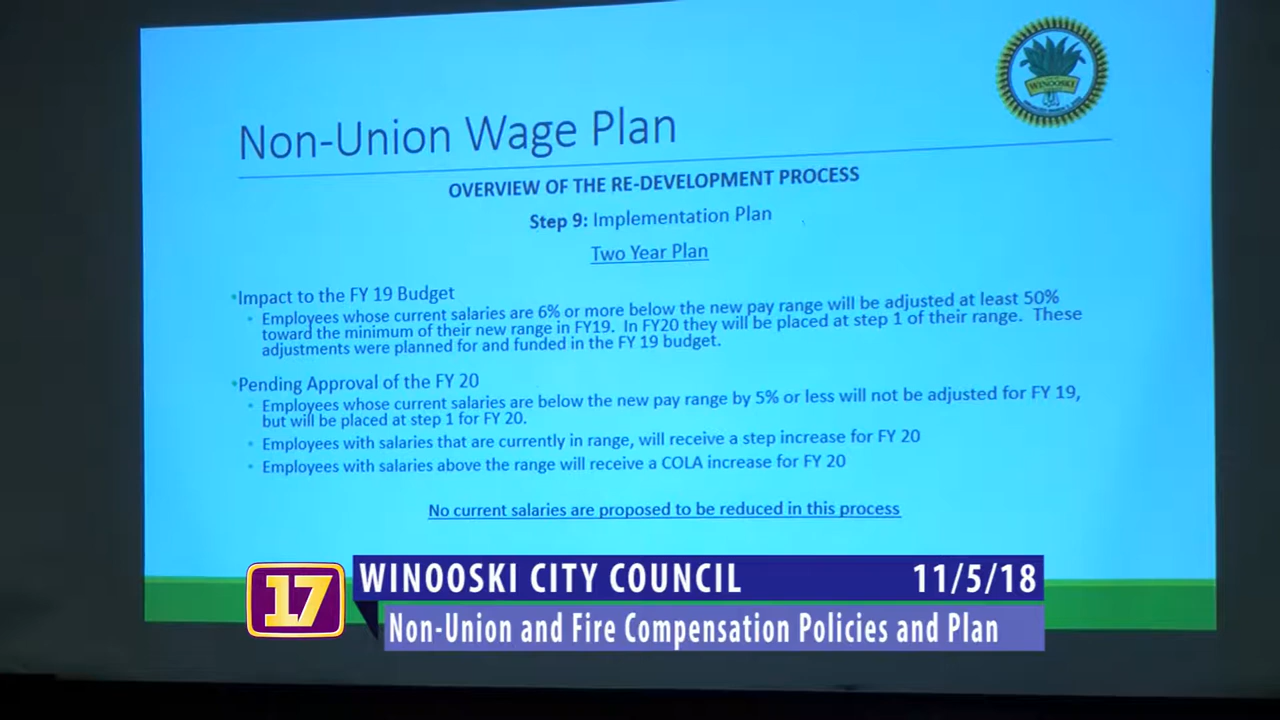 WINOOSKI
Non-Union Wage Plan
OVERVIEW OF THE RE-DEVELOPMENT PROCESS
Step 9: Implementation Plan
Two Year Plan
•Impact to the FY 19 Budget
• Employees whose current salaries are 6% or more below the new pay range will be adjusted at least 50%
toward the minimum of their new range in FY19. In FY20 they will be placed at step 1 of their range. These
adjustments were planned for and funded in the FY 19 budget.
•Pending Approval of the FY 20
• Employees whose current salaries are below the new pay range by 5% or less will not be adjusted for FY 19,
but will be placed at step 1 for FY 20.
• Employees with salaries that are currently in range, will receive a step increase for FY 20
• Employees with salaries above the range will receive a COLA increase for FY 20
No current salaries are proposed to be reduced in this process
17
WINOOSKI CITY COUNCIL 11/5/18
Non-Union and Fire Compensation Policies and Plan